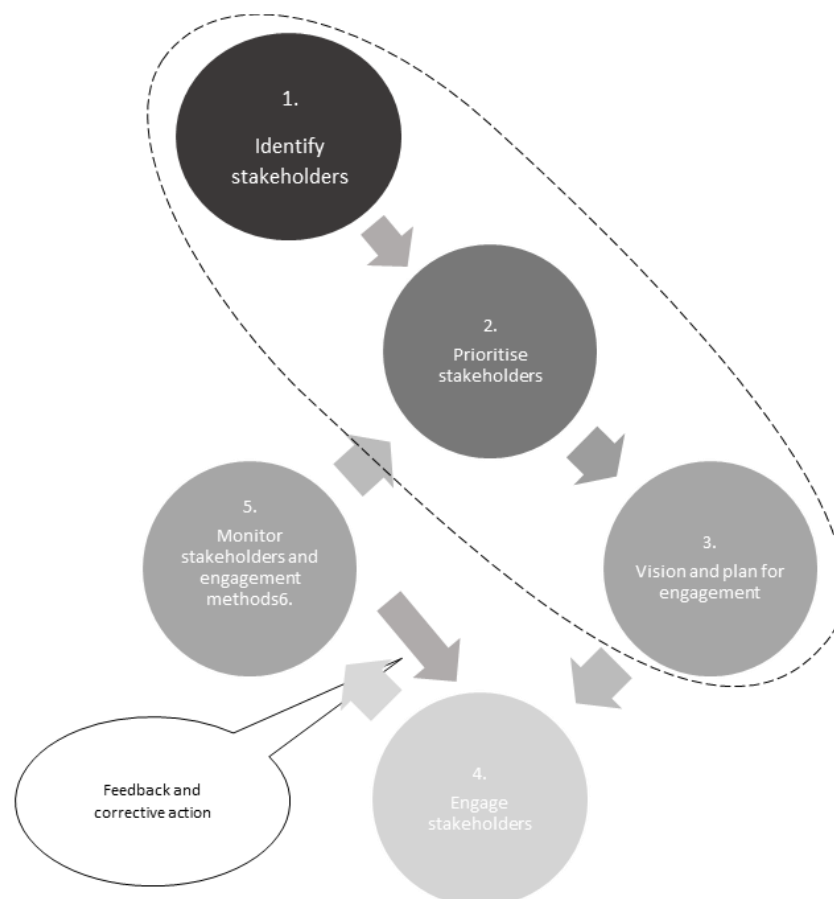 1.
Identify
stakeholders
2.
Prioritise
stakeholders
3.
Vision and plan for
engagement
4.
Engage
stakeholders
5.
Monitor
stakeholders and
engagement
methods6.
Feedback and
corrective action